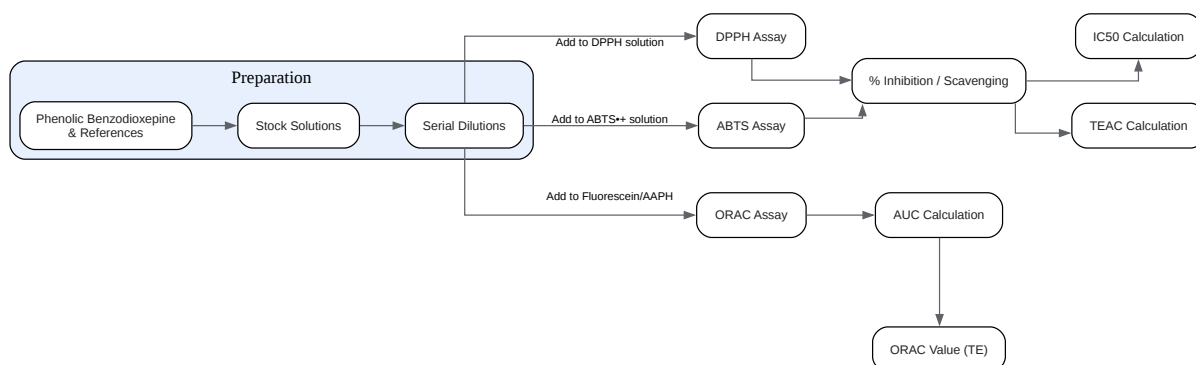 Preparation
Phenolic Benzodioxepine
& References
Stock Solutions
Serial Dilutions
Add to DPPH solution
Add to ABTS•+ solution
Add to Fluorescein/AAPH
DPPH Assay
ABTS Assay
ORAC Assay
% Inhibition / Scavenging
AUC Calculation
IC50 Calculation
TEAC Calculation
ORAC Value (TE)